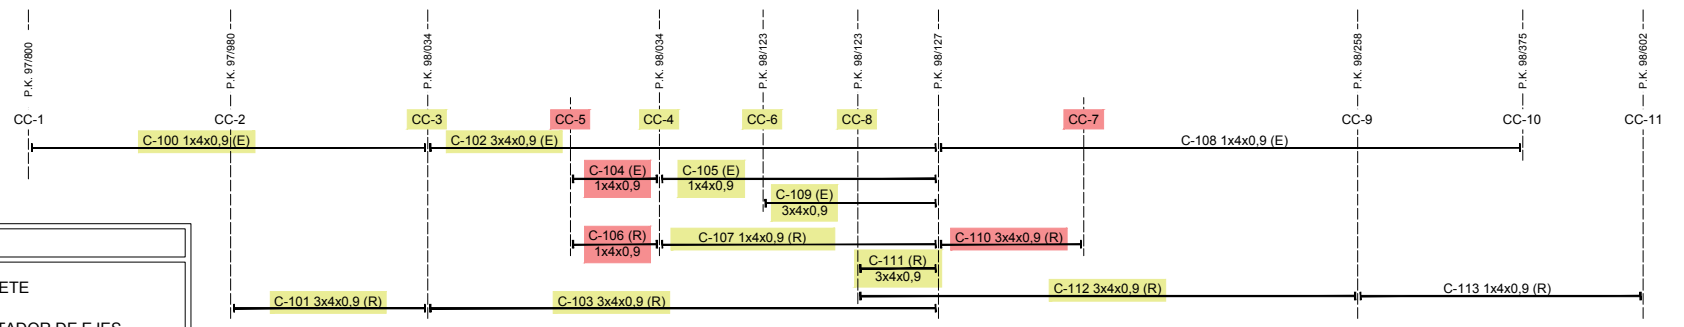 P.K. 97/800
P.K. 97/980
P.K. 98/034
P.K. 98/034
P.K. 98/123
P.K. 98/123
P.K. 98/127
P.K. 98/258
P.K. 98/375
P.K. 98/602
CC-1
CC-2
CC-3
CC-5
CC-4
CC-6
CC-8
CC-7
CC-9
CC-10
CC-11
C-100 1x4x0,9 (E)
C-102 3x4x0,9 (E)
C-108 1x4x0,9 (E)
C-104 (E)
1x4x0,9
C-105 (E)
1x4x0,9
C-109 (E)
3x4x0,9
C-106 (R)
1x4x0,9
C-107 1x4x0,9 (R)
C-110 3x4x0,9 (R)
C-111 (R)
3x4x0,9
C-112 3x4x0,9 (R)
C-113 1x4x0,9 (R)
C-101 3x4x0,9 (R)
C-103 3x4x0,9 (R)
ETE
TADOR DE EJES